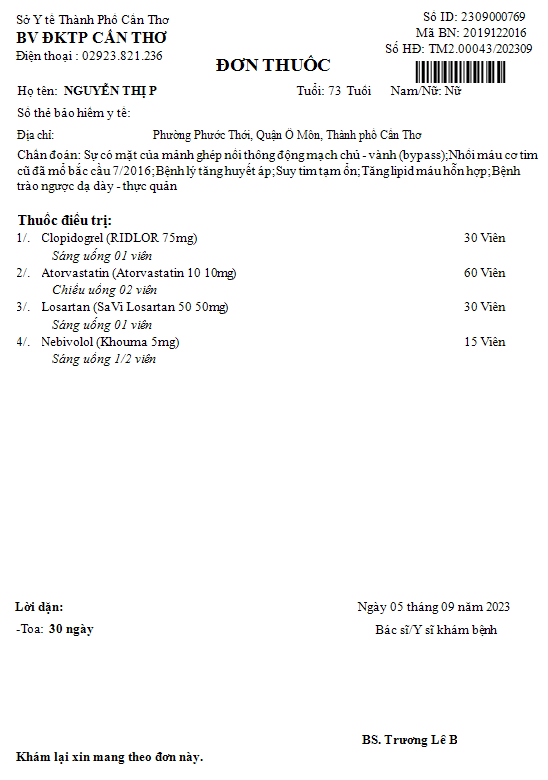 Sở Y tế Thành Phố Cần Thơ
BV ĐKTP CẦN THƠ
Điện thoại : 02923.821.236
Số ID: 2309000769
Mã BN: 2019122016
Số HĐ: TM2.00043/202309
ĐƠN THUỐC
Họ tên: NGUYỄN THỊ P Tuổi: 73 Tuổi Nam/Nữ: Nữ
Số thẻ bảo hiểm y tế:
Địa chỉ: Phường Phước Thới, Quận Ô Môn, Thành phố Cần Thơ
Chân đoán: Sự có mặt của mảnh ghép nối thông động mạch chủ - vành (bypass);Nhồi máu cơ tim
cũ đã mổ bắc cầu 7/2016;Bệnh lý tăng huyết áp;Suy tim tạm ổn;Tăng lipid máu hỗn hợp;Bệnh
trào ngược dạ dày - thực quản
Thuốc điều trị:
1/. Clopidogrel (RIDLOR 75mg) 30 Viên
Sáng uống 01 viên
2/. Atorvastatin (Atorvastatin 10 10mg) 60 Viên
Chiều uống 02 viên
3/. Losartan (SaVi Losartan 50 50mg) 30 Viên
Sáng uống 01 viên
4/. Nebivolol (Khouma 5mg) 15 Viên
Sáng uống 1/2 viên
Lời dặn:
-Toa: 30 ngày
Ngày 05 tháng 09 năm 2023
Bác sĩ/Y sĩ khám bệnh
BS. Trương Lê B
Khám lại xin mang theo đơn này.